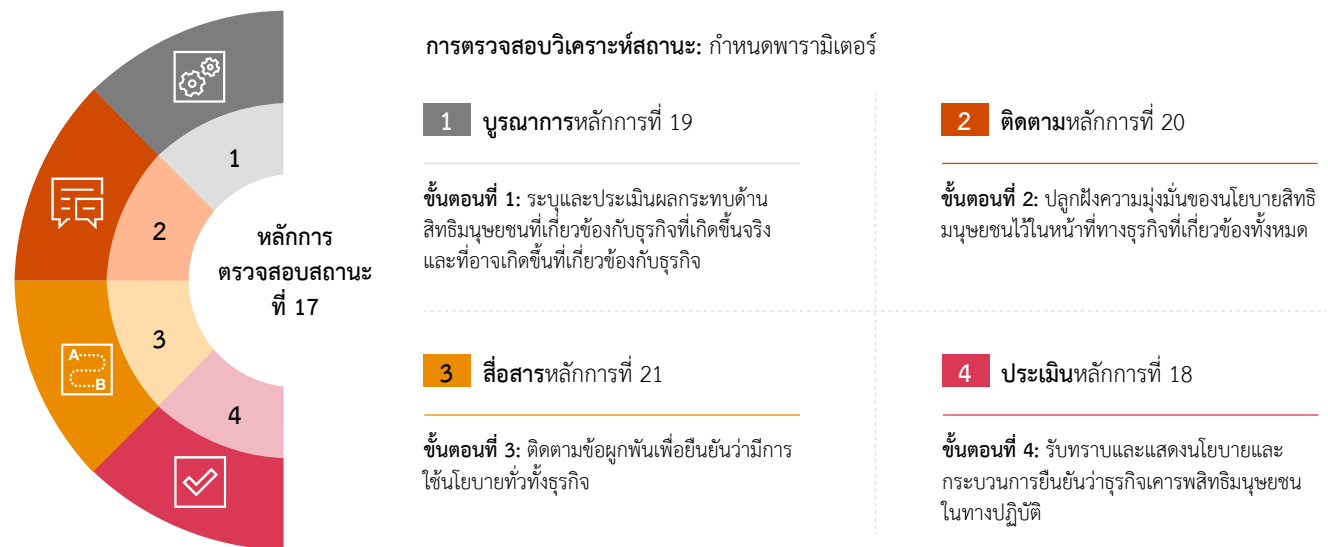 การตรวจสอบวิเคราะห์สถานะ: กำหนดพารามิเตอร์
1
2
3
4
A
B
หลักการ
ตรวจสอบสถานะ
ที่ 17
1 บูรณาการหลักการที่ 19
ขั้นตอนที่ 1: ระบุและประเมินผลกระทบด้าน
สิทธิมนุษยชนที่เกี่ยวข้องกับธุรกิจที่เกิดขึ้นจริง
และที่อาจเกิดขึ้นที่เกี่ยวข้องกับธุรกิจ
2 ติดตามหลักการที่ 20
ขั้นตอนที่ 2: ปลูกฝังความมุ่งมั่นของนโยบายสิทธิ
มนุษยชนไว้ในหน้าที่ทางธุรกิจที่เกี่ยวข้องทั้งหมด
3 สื่อสารหลักการที่ 21
ขั้นตอนที่ 3: ติดตามข้อผูกพันเพื่อยืนยันว่ามีการ
ใช้นโยบายทั่วทั้งธุรกิจ
4 ประเมินหลักการที่ 18
ขั้นตอนที่ 4: รับทราบและแสดงนโยบายและ
กระบวนการยืนยันว่าธุรกิจเคารพสิทธิมนุษยชน
ในทางปฏิบัติ